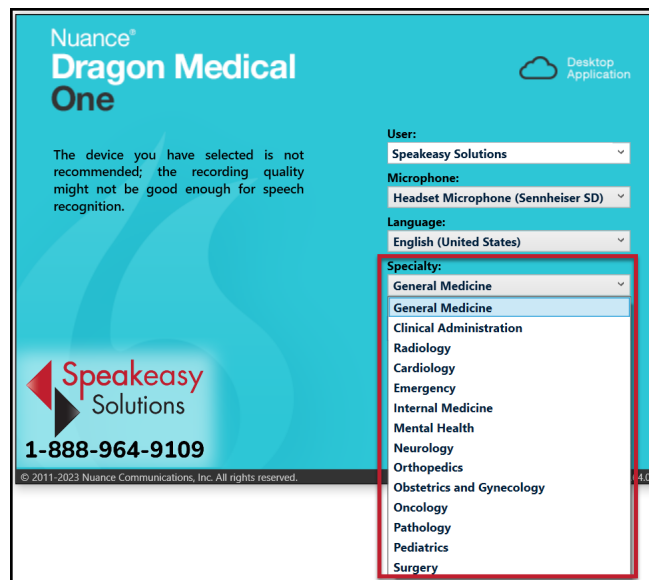 Nuance®
Dragon Medical
One
Desktop
Application
The device you have selected is not
recommended; the recording quality
might not be good enough for speech
recognition.
User:
Speakeasy Solutions
Microphone:
Headset Microphone (Sennheiser SD)
Language:
English (United States)
Specialty:
General Medicine
General Medicine
Clinical Administration
Radiology
Cardiology
Emergency
Internal Medicine
Mental Health
Neurology
Orthopedics
Obstetrics and Gynecology
Oncology
Pathology
Pediatrics
Surgery
Speakeasy
Solutions
1-888-964-9109
© 2011-2023 Nuance Communications, Inc. All rights reserved.